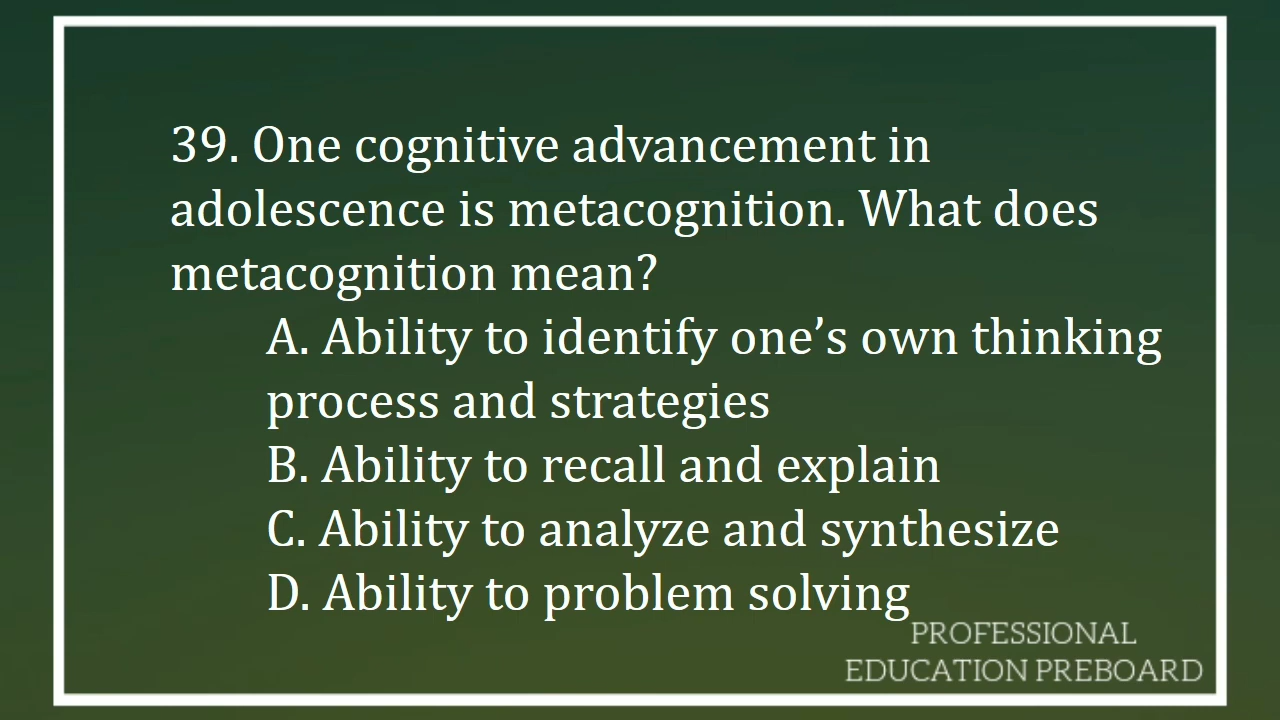 39. One cognitive advancement in
adolescence is metacognition. What does
metacognition mean?
A. Ability to identify one’s own thinking
process and strategies
B. Ability to recall and explain
C. Ability to analyze and synthesize
D. Ability to problem solving
PROFESSIONAL
EDUCATION PREBOARD